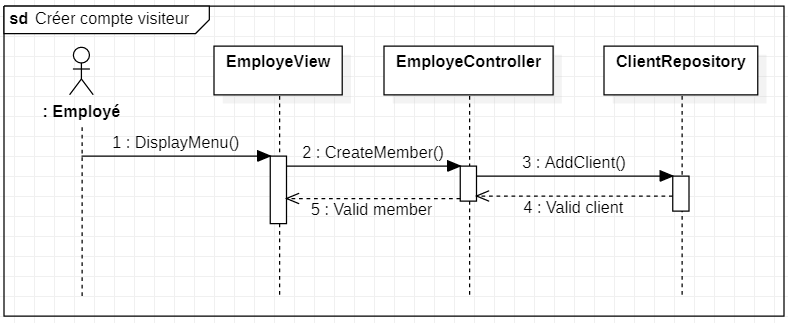 sd Créer compte visiteur
EmployeView
EmployeController
ClientRepository
: Employé
1 : DisplayMenu()
2 : CreateMember()
3 : AddClient()
4 : Valid client
5 : Valid member